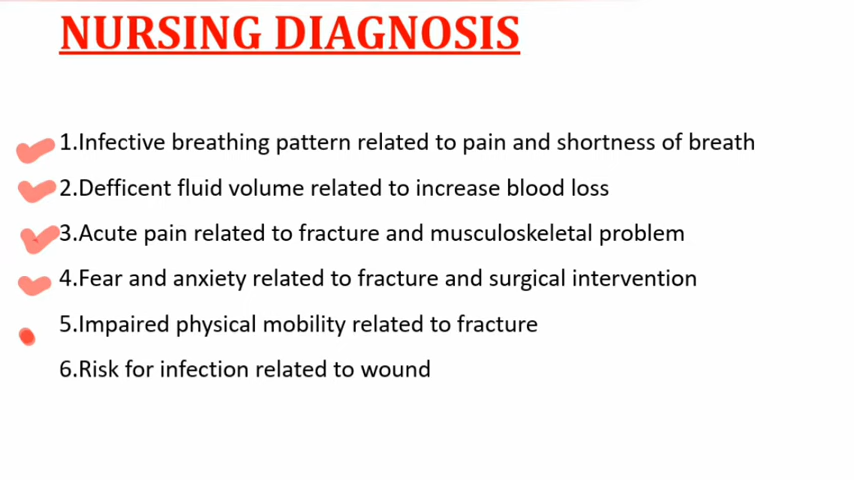 NURSING DIAGNOSIS
1.Infective breathing pattern related to pain and shortness of breath
2.Defficent fluid volume related to increase blood loss
3.Acute pain related to fracture and musculoskeletal problem
4.Fear and anxiety related to fracture and surgical intervention
5.Impaired physical mobility related to fracture
6.Risk for infection related to wound